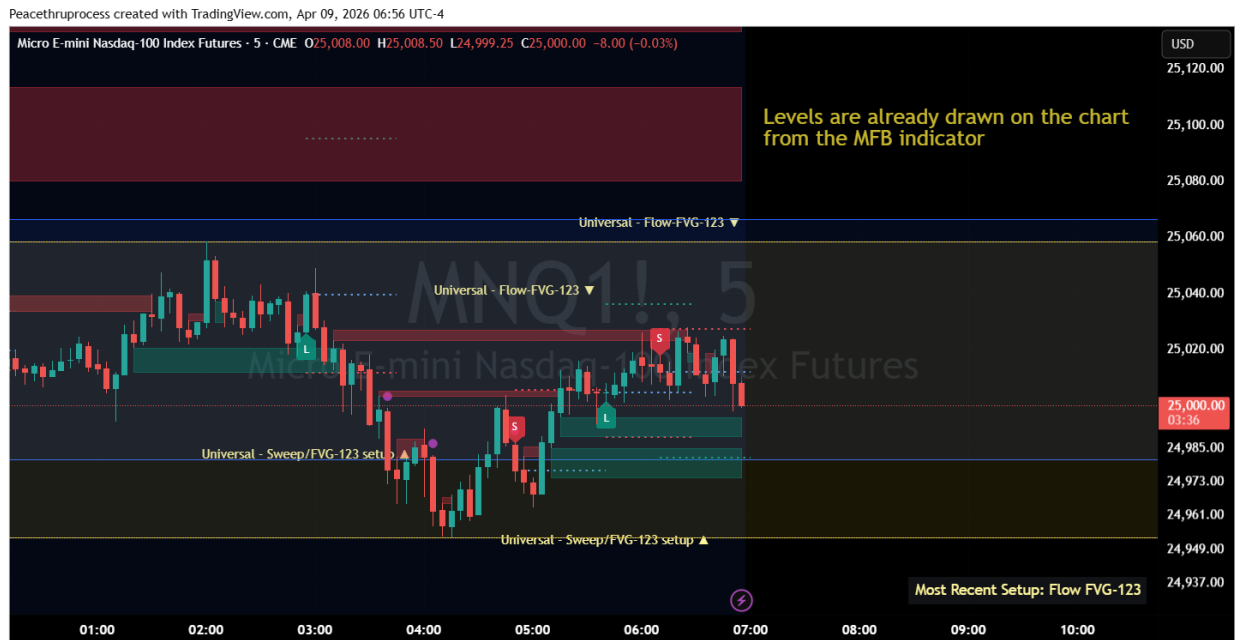 Peacethruprocess created with TradingView.com, Apr 09, 2026 06:56 UTC-4
Micro E-mini Nasdaq-100 Index Futures · 5 · CME O25,008.00 H25,008.50 L24,999.25 C25,000.00 −8.00 (−0.03%)
USD
25,120.00
Levels are already drawn on the chart
from the MFB indicator
25,100.00
25,080.00
Universal - Flow-FVG-123 ▼
25,060.00
MNQ1!, 5
Universal - Flow-FVG-123 ▼
25,040.00
S
L
25,020.00
Micro E-mini Nasdaq-100 Index Futures
25,000.00
03:36
L
S
24,985.00
Universal - Sweep/FVG-123 setup ▲
24,973.00
24,961.00
Universal - Sweep/FVG-123 setup ▲
24,949.00
24,937.00
Most Recent Setup: Flow FVG-123
01:00 02:00 03:00 04:00 05:00 06:00 07:00 08:00 09:00 10:00